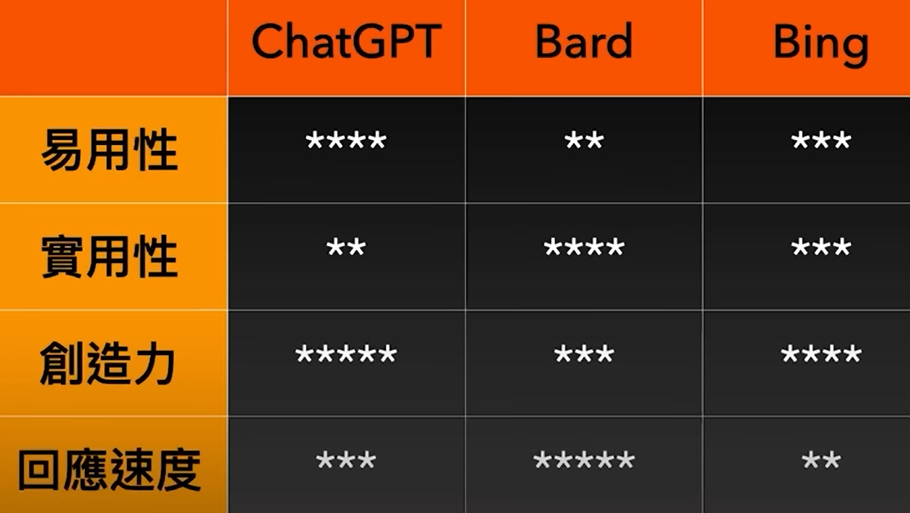 ChatGPT Bard Bing
易用性 **** ** ***
實用性 ** **** ***
創造力 ***** *** ****
回應速度 *** ***** **